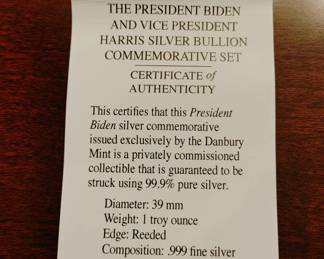 THE PRESIDENT BIDEN
AND VICE PRESIDENT
HARRIS SILVER BULLION
COMMEMORATIVE SET
CERTIFICATE of
AUTHENTICITY
This certifies that this President
Biden silver commemorative
issued exclusively by the Danbury
Mint is a privately commissioned
collectible that is guaranteed to be
struck using 99.9% pure silver.
Diameter: 39 mm
Weight: 1 troy ounce
Edge: Reeded
Composition: .999 fine silver